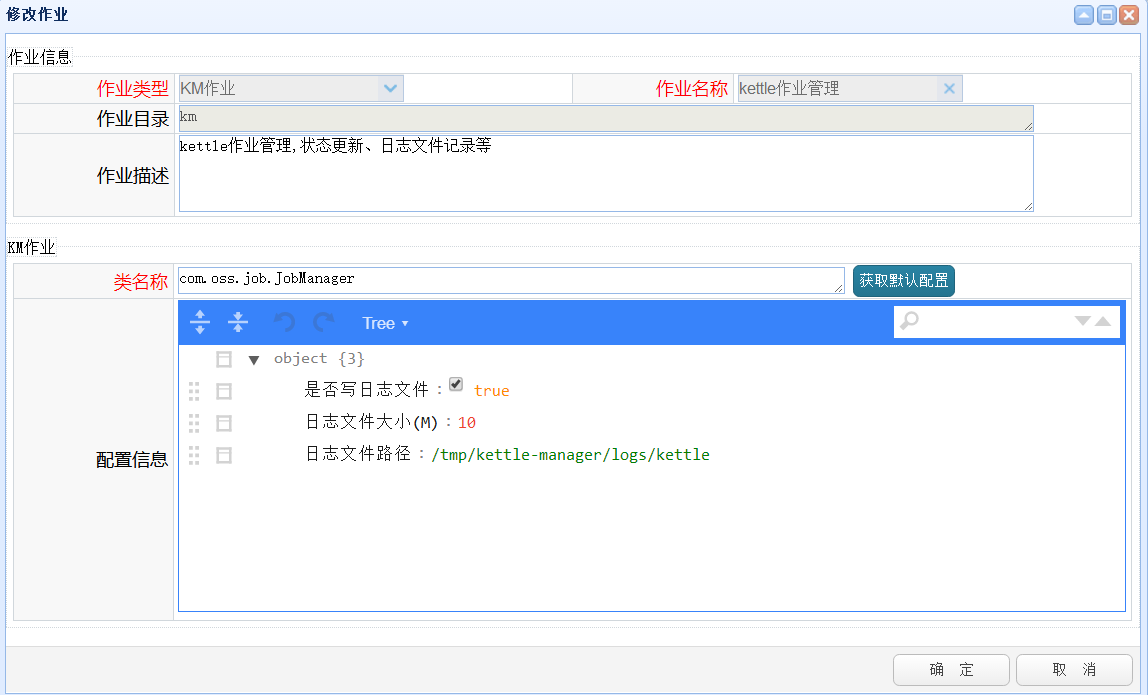 修改作业
作业信息
作业类型 KM作业 作业名称 kettle作业管理
作业目录 km
作业描述 kettle作业管理,状态更新、日志文件记录等
KM作业
类名称 com.oss.job.JobManager 获取默认配置
Tree
object {3}
是否写日志文件 : true
日志文件大小(M) : 10
日志文件路径 : /tmp/kettle-manager/logs/kettle
配置信息
确 定 取 消